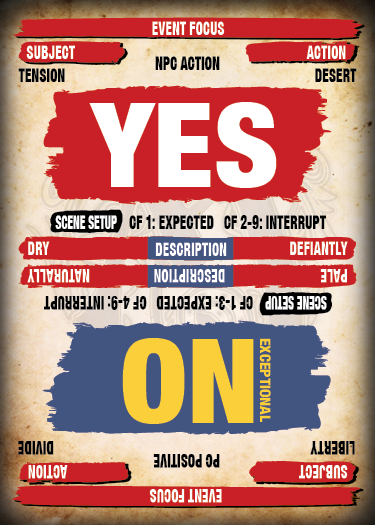 EVENT FOCUS
SUBJECT ACTION
NPC ACTION
TENSION DESERT
YES
SCENE SETUP CF 1: EXPECTED CF 2-9: INTERRUPT
DRY DESCRIPTION DEFIANTLY
EVENT FOCUS
SUBJECT ACTION
PC POSITIVE
LIBERTY DIVIDE
EXCEPTIONAL
NO
SCENE SETUP CF 1-3: EXPECTED CF 4-9: INTERRUPT
PALE DESCRIPTION NATURALLY